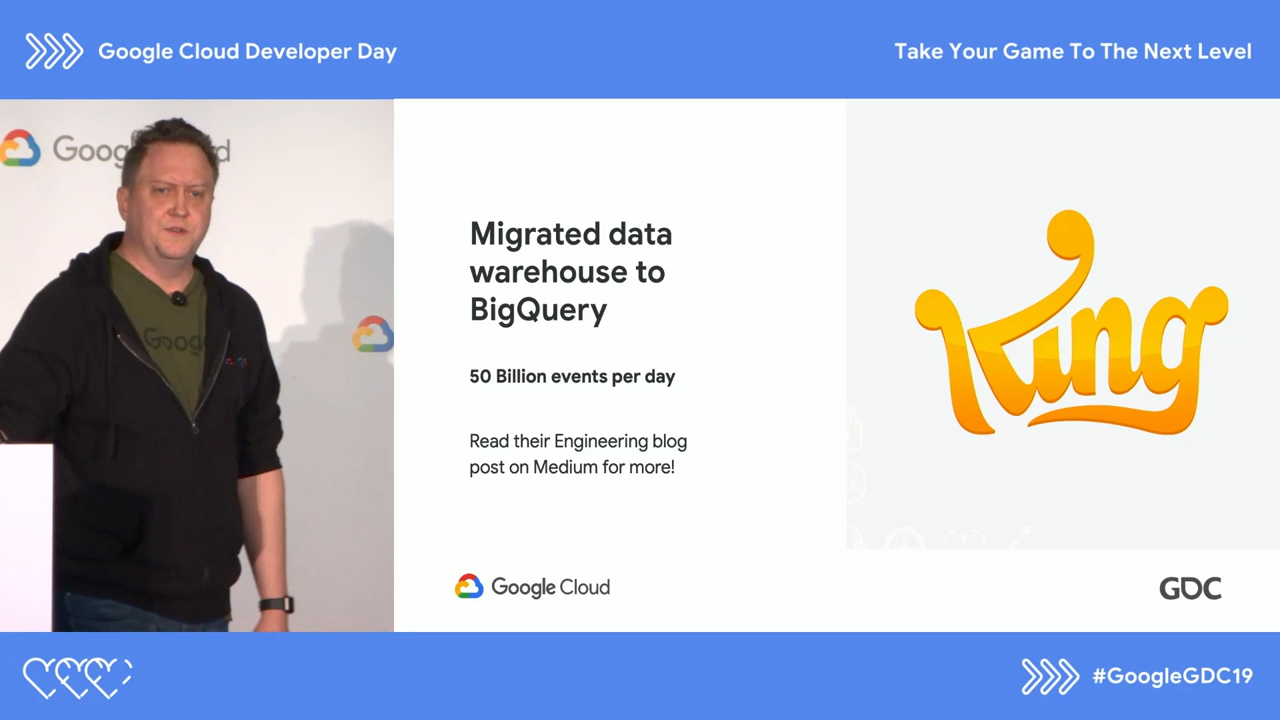 Google Cloud Developer Day
Take Your Game To The Next Level
Migrated data
warehouse to
BigQuery
50 Billion events per day
Read their Engineering blog
post on Medium for more!
King
Google Cloud
GDC
#GoogleGDC19